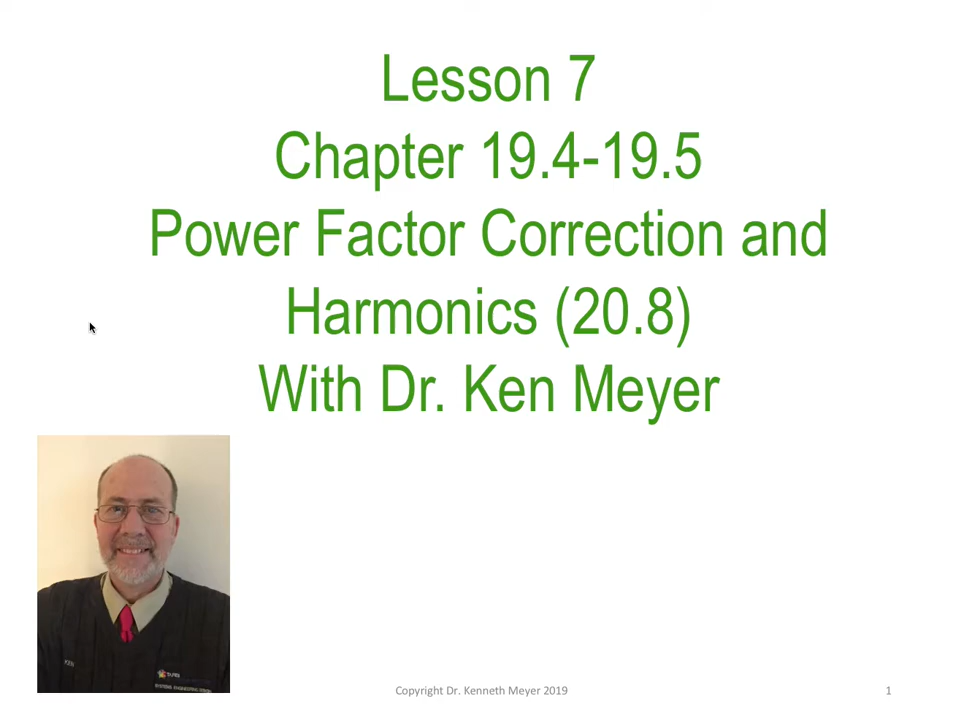 Lesson 7
Chapter 19.4-19.5
Power Factor Correction and
Harmonics (20.8)
With Dr. Ken Meyer
KEN
Copyright Dr. Kenneth Meyer 2019
1